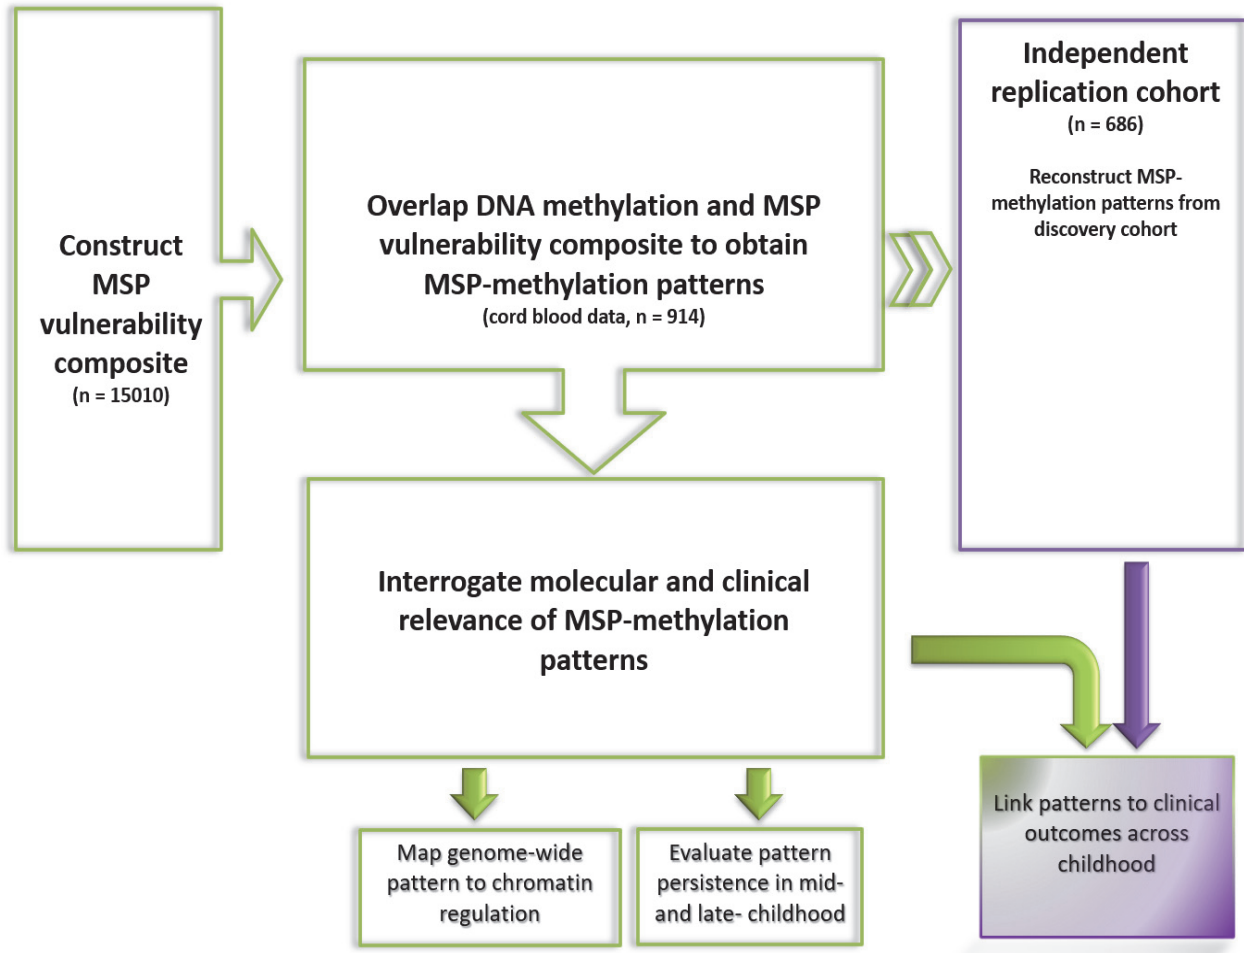 Construct
MSP
vulnerability
composite
(n = 15010)
Overlap DNA methylation and MSP
vulnerability composite to obtain
MSP-methylation patterns
(cord blood data, n = 914)
Independent
replication cohort
(n = 686)
Reconstruct MSP-
methylation patterns from
discovery cohort
Interrogate molecular and clinical
relevance of MSP-methylation
patterns
Map genome-wide
pattern to chromatin
regulation
Evaluate pattern
persistence in mid-
and late- childhood
Link patterns to clinical
outcomes across
childhood